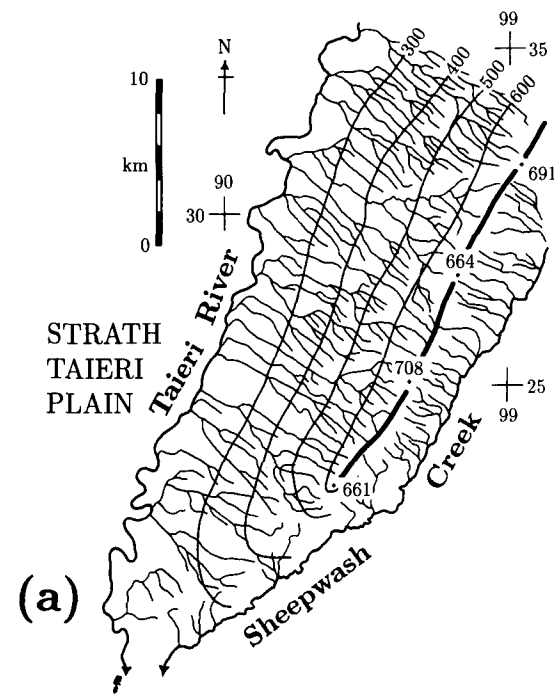 99
35
N
300
400
500
600
10
km
0
691
90
30
664
STRATH
TAIERI
PLAIN
Taieri River
708
25
99
661
Creek
Sheepwash
(a)